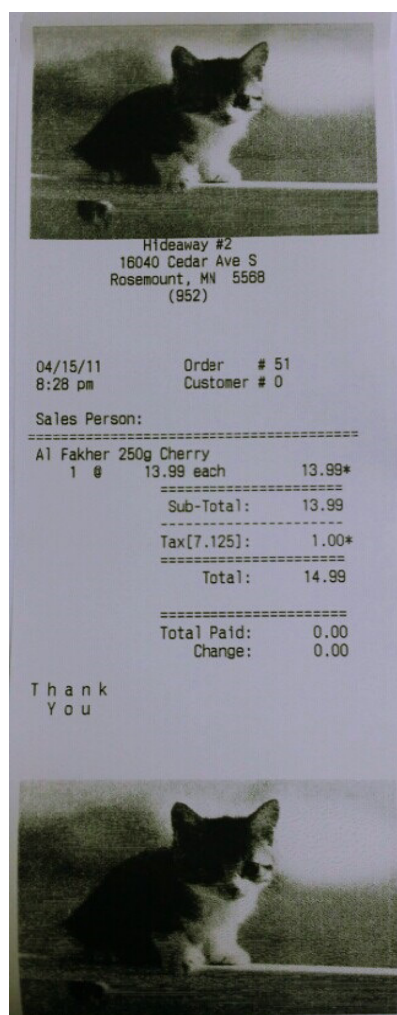 Hideaway #2
16040 Cedar Ave S
Rosemount, MN 5568
(952)
04/15/11 Order # 51
8:28 pm Customer # 0
Sales Person:
========================================
Al Fakher 250g Cherry
1 @ 13.99 each 13.99*
======================
Sub-Total: 13.99
----------------------
Tax[7.125]: 1.00*
======================
Total: 14.99
======================
Total Paid: 0.00
Change: 0.00
T h a n k
Y o u